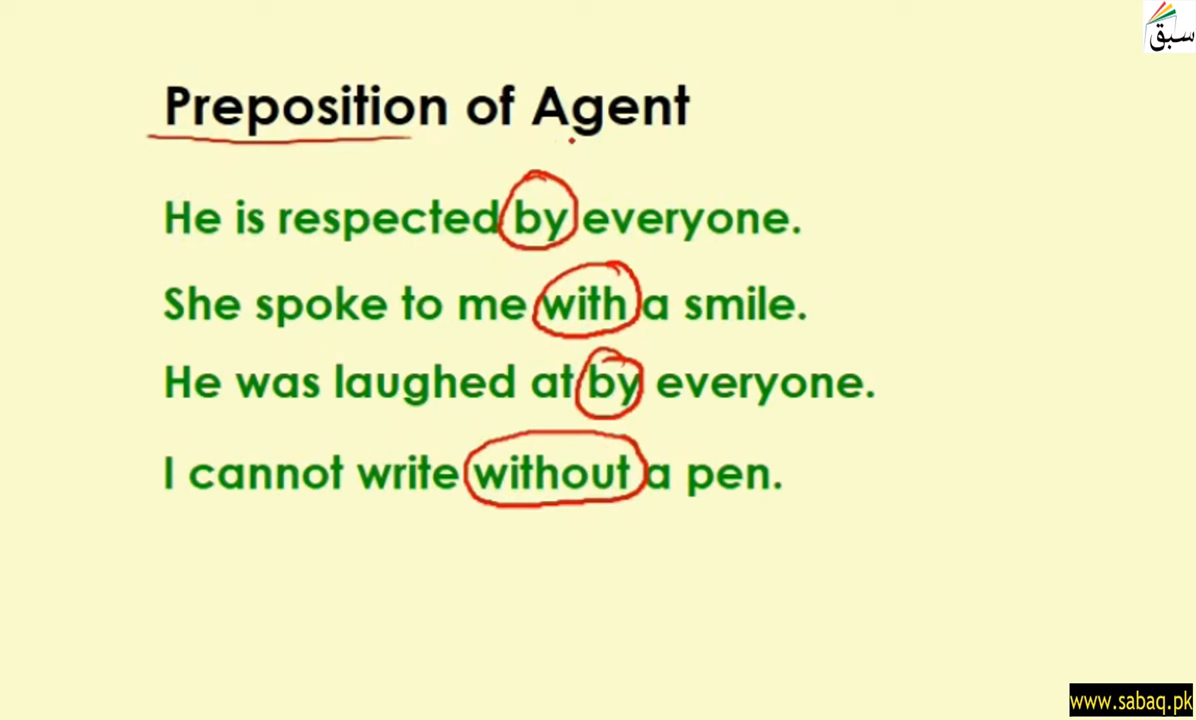 سبق
Preposition of Agent
He is respected by everyone.
She spoke to me with a smile.
He was laughed at by everyone.
I cannot write without a pen.
www.sabaq.pk